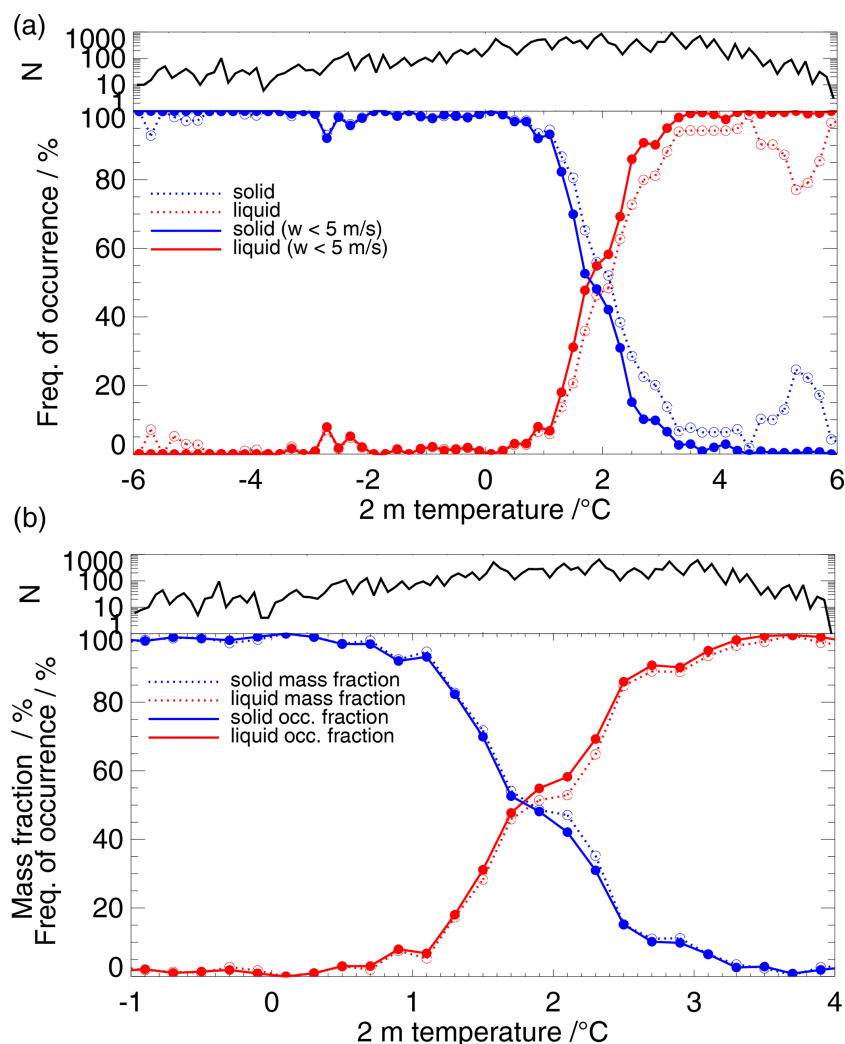 (a)
1000
100
10
1
N
100
80
60
40
20
0
Freq. of occurrence / %
solid
liquid
solid (w < 5 m/s)
liquid (w < 5 m/s)
-6 -4 -2 0 2 4 6
2 m temperature /°C
(b)
1000
100
10
1
N
100
80
60
40
20
0
Mass fraction / %
Freq. of occurrence / %
solid mass fraction
liquid mass fraction
solid occ. fraction
liquid occ. fraction
-1 0 1 2 3 4
2 m temperature /°C